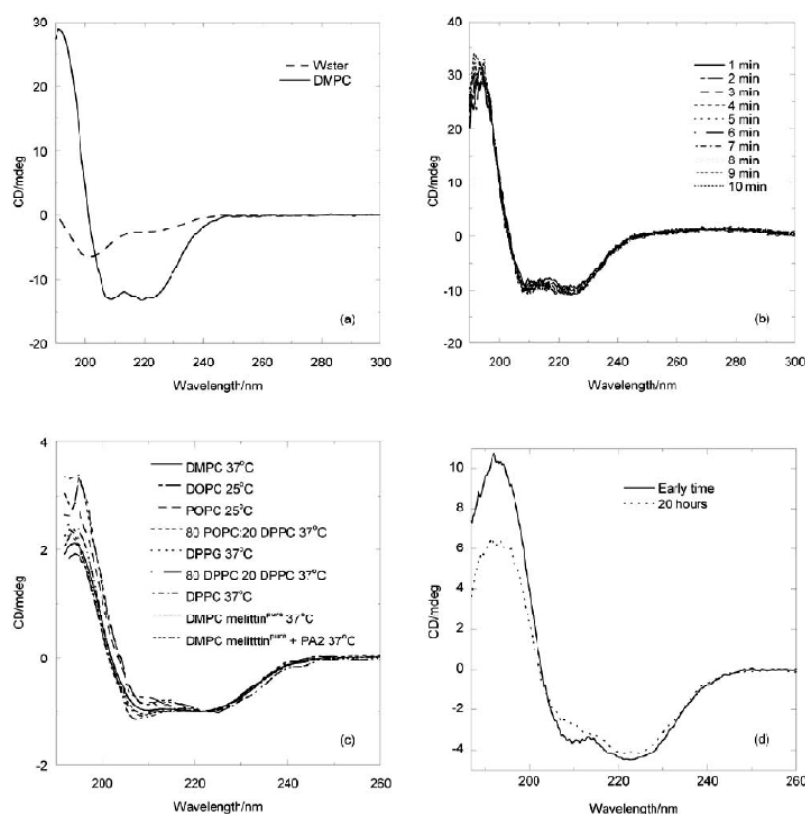 30
20
10
0
-10
-20
CD/mdeg
Water
DMPC
(a)
200
220
240
260
280
300
Wavelength/nm
40
30
20
10
0
-10
-20
CD/mdeg
1 min
2 min
3 min
4 min
5 min
6 min
7 min
8 min
9 min
10 min
(b)
200
220
240
260
280
300
Wavelength/nm
4
2
0
-2
CD/mdeg
DMPC 37°C
DOPC 25°C
POPC 25°C
80 POPC:20 DPPC 37°C
DPPG 37°C
80 DPPC 20 DPPC 37°C
DPPC 37°C
DMPC melittin 37°C
DMPC melitttin + PA2 37°C
(c)
200
220
240
260
Wavelength/nm
10
8
6
4
2
0
-2
-4
CD/mdeg
Early time
20 hours
(d)
200
220
240
260
Wavelength/nm